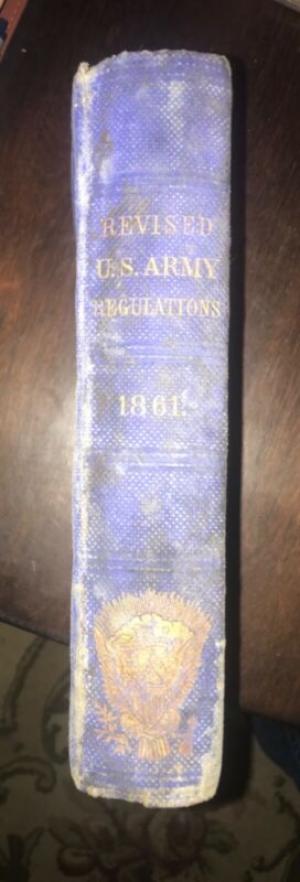 REVISED
U.S. ARMY
REGULATIONS
1861.